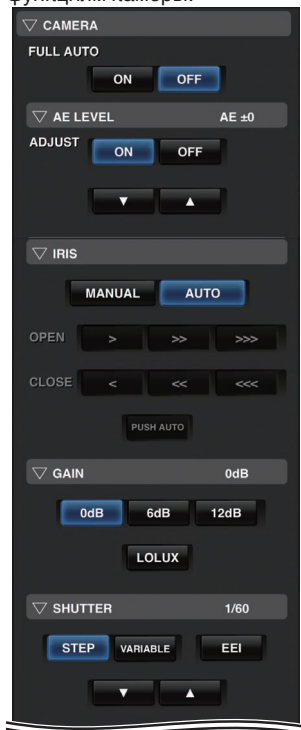 функциям камеры.
▽ CAMERA
FULL AUTO
ON OFF
▽ AE LEVEL AE ±0
ADJUST ON OFF
▼ ▲
▽ IRIS
MANUAL AUTO
OPEN > >> >>>
CLOSE < << <<<
PUSH AUTO
▽ GAIN 0dB
0dB 6dB 12dB
LOLUX
▽ SHUTTER 1/60
STEP VARIABLE EEI
▼ ▲